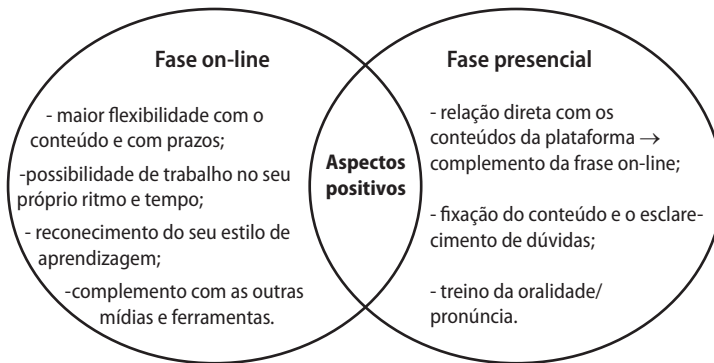 Fase on-line
- maior flexibilidade com o
conteúdo e com prazos;
-possibilidade de trabalho no seu
próprio ritmo e tempo;
- reconecimento do seu estilo de
aprendizagem;
-complemento com as outras
mídias e ferramentas.
Aspectos
positivos
Fase presencial
- relação direta com os
conteúdos da plataforma →
complemento da frase on-line;
- fixação do conteúdo e o esclare-
cimento de dúvidas;
- treino da oralidade/
pronúncia.